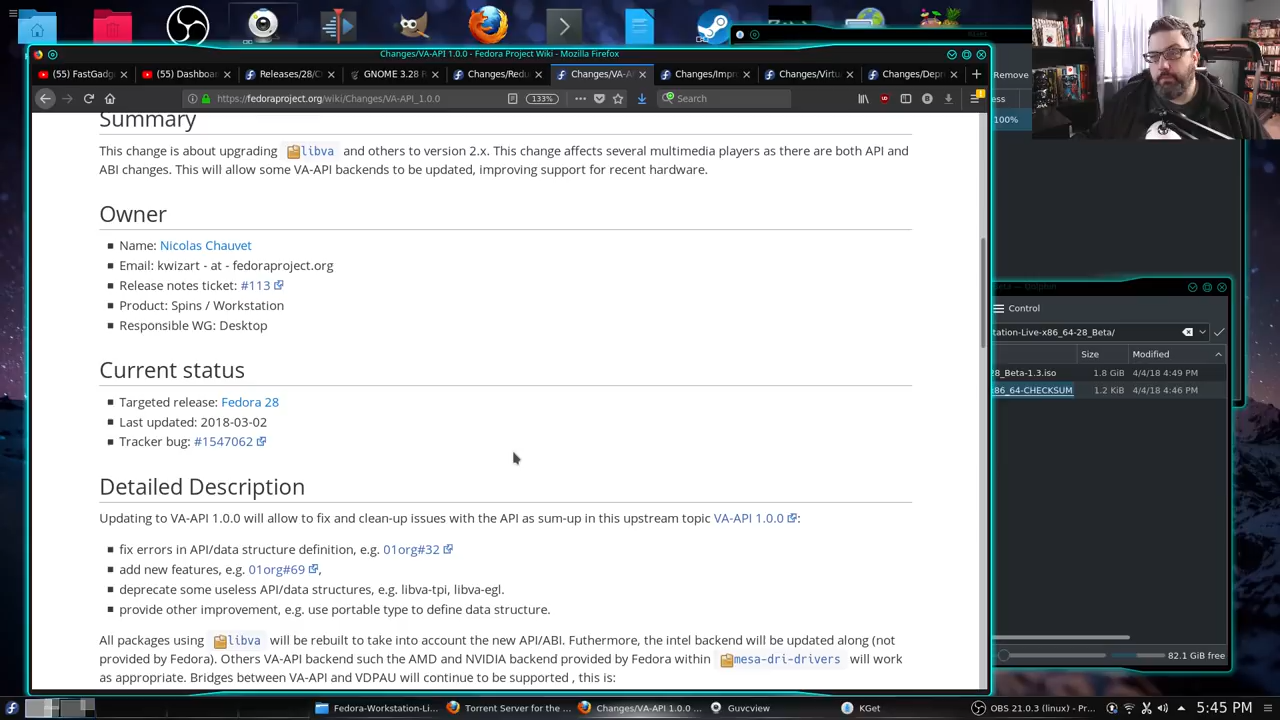 Changes/VA-API 1.0.0 - Fedora Project Wiki - Mozilla Firefox
(55) FastGadg
(55) Dashboa
Releases/28/C
GNOME 3.28 R
Changes/Redu
Changes/VA-A
Changes/Impr
Changes/Virtu
Changes/Depr
https://fedoraproject.org/wiki/Changes/VA-API_1.0.0
133%
Search
Remove
ess
100%
Summary
This change is about upgrading libva and others to version 2.x. This change affects several multimedia players as there are both API and
ABI changes. This will allow some VA-API backends to be updated, improving support for recent hardware.
Owner
Name: Nicolas Chauvet
Email: kwizart - at - fedoraproject.org
Release notes ticket: #113
Product: Spins / Workstation
Responsible WG: Desktop
Current status
Targeted release: Fedora 28
Last updated: 2018-03-02
Tracker bug: #1547062
Detailed Description
Updating to VA-API 1.0.0 will allow to fix and clean-up issues with the API as sum-up in this upstream topic VA-API 1.0.0 :
fix errors in API/data structure definition, e.g. 01org#32
add new features, e.g. 01org#69 ,
deprecate some useless API/data structures, e.g. libva-tpi, libva-egl.
provide other improvement, e.g. use portable type to define data structure.
All packages using libva will be rebuilt to take into account the new API/ABI. Futhermore, the intel backend will be updated along (not
provided by Fedora). Others VA-API backend such the AMD and NVIDIA backend provided by Fedora within mesa-dri-drivers will work
as appropriate. Bridges between VA-API and VDPAU will continue to be supported , this is:
Control
tation-Live-x86_64-28_Beta/
Size
Modified
28_Beta-1.3.iso
1.8 GiB
4/4/18 4:49 PM
x86_64-CHECKSUM
1.2 KiB
4/4/18 4:46 PM
82.1 GiB free
Fedora-Workstation-Li...
Torrent Server for the ...
Changes/VA-API 1.0.0 ...
Guvcview
KGet
OBS 21.0.3 (linux) - Pr...
5:45 PM